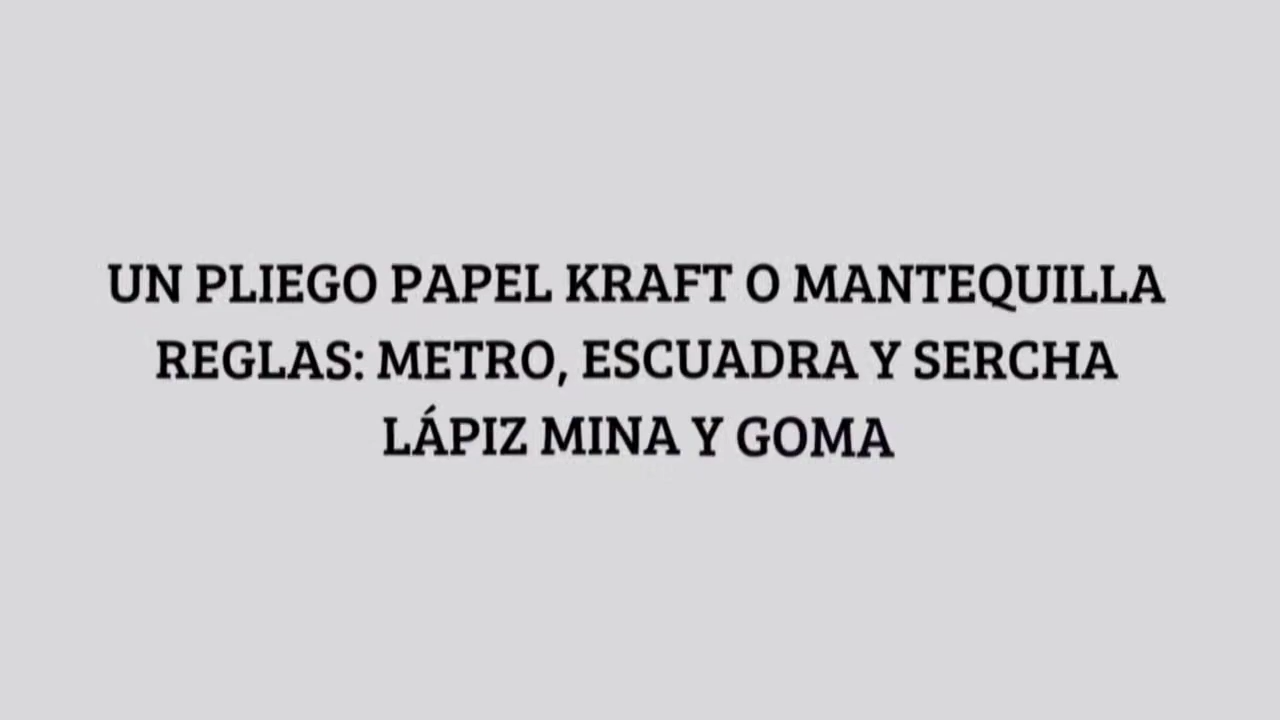 UN PLIEGO PAPEL KRAFT O MANTEQUILLA
REGLAS: METRO, ESCUADRA Y SERCHA
LÁPIZ MINA Y GOMA